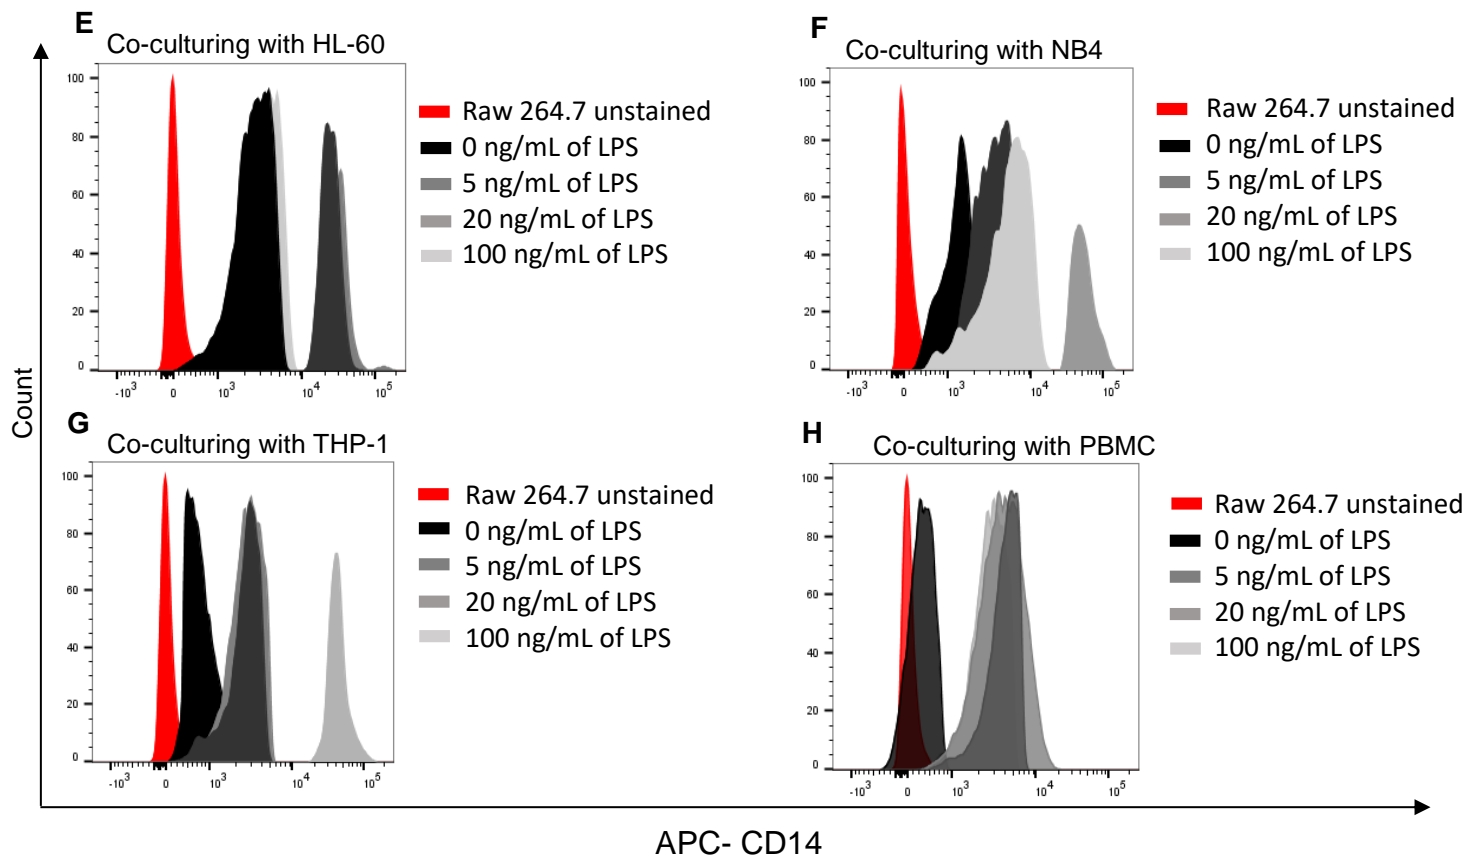 E
Co-culturing with HL-60
100
80
60
40
20
0
-10³ 0 10³ 10⁴ 10⁵
Raw 264.7 unstained
0 ng/mL of LPS
5 ng/mL of LPS
20 ng/mL of LPS
100 ng/mL of LPS
F
Co-culturing with NB4
100
80
60
40
20
0
-10³ 0 10³ 10⁴ 10⁵
Raw 264.7 unstained
0 ng/mL of LPS
5 ng/mL of LPS
20 ng/mL of LPS
100 ng/mL of LPS
Count
G
Co-culturing with THP-1
100
80
60
40
20
0
-10³ 0 10³ 10⁴ 10⁵
Raw 264.7 unstained
0 ng/mL of LPS
5 ng/mL of LPS
20 ng/mL of LPS
100 ng/mL of LPS
H
Co-culturing with PBMC
100
80
60
40
20
0
-10³ 0 10³ 10⁴ 10⁵
Raw 264.7 unstained
0 ng/mL of LPS
5 ng/mL of LPS
20 ng/mL of LPS
100 ng/mL of LPS
APC- CD14